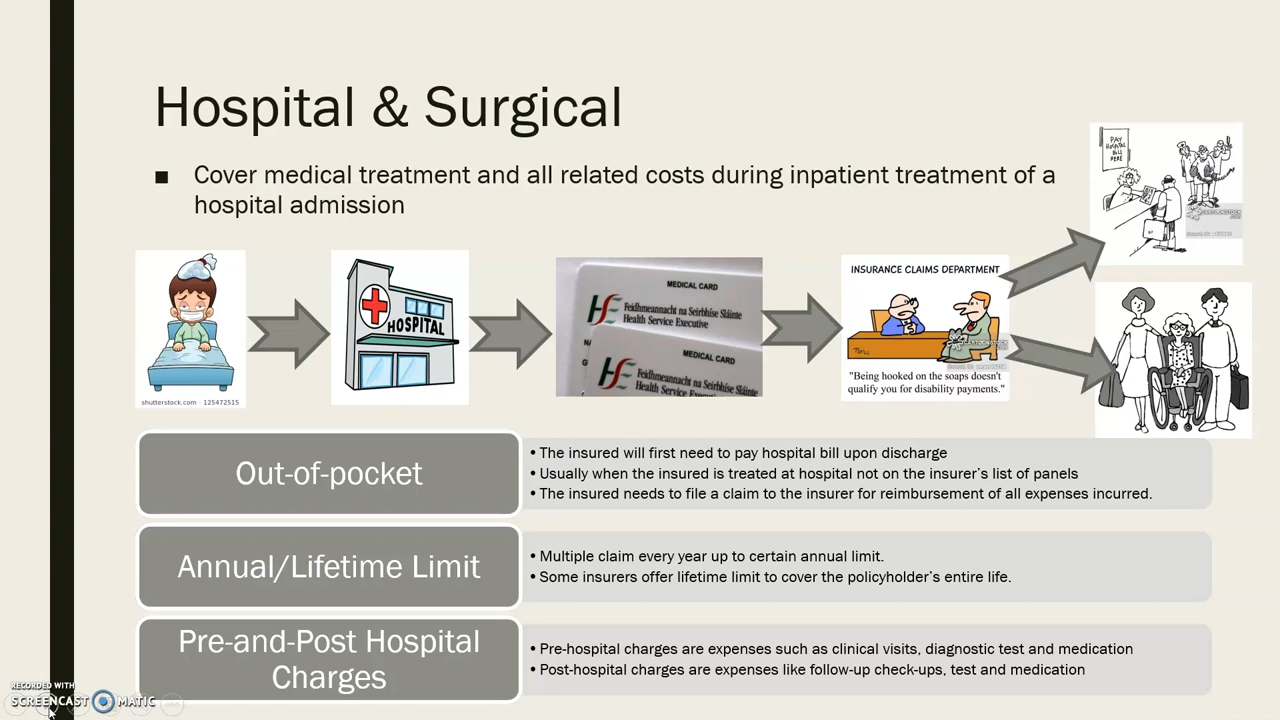 Hospital & Surgical
■ Cover medical treatment and all related costs during inpatient treatment of a
hospital admission
PAY
HOSPITAL
BILL
HERE
shutterstock.com · 125472515
HOSPITAL
MEDICAL CARD
Feidhmeannacht na Seirbhíse Sláinte
Health Service Executive
MEDICAL CARD
Feidhmeannacht na Seirbhíse Sláinte
Health Service Executive
INSURANCE CLAIMS DEPARTMENT
"Being hooked on the soaps doesn't
qualify you for disability payments."
Out-of-pocket
• The insured will first need to pay hospital bill upon discharge
• Usually when the insured is treated at hospital not on the insurer's list of panels
• The insured needs to file a claim to the insurer for reimbursement of all expenses incurred.
Annual/Lifetime Limit
• Multiple claim every year up to certain annual limit.
• Some insurers offer lifetime limit to cover the policyholder's entire life.
Pre-and-Post Hospital
Charges
• Pre-hospital charges are expenses such as clinical visits, diagnostic test and medication
• Post-hospital charges are expenses like follow-up check-ups, test and medication
RECORDED WITH
SCREENCAST MATIC